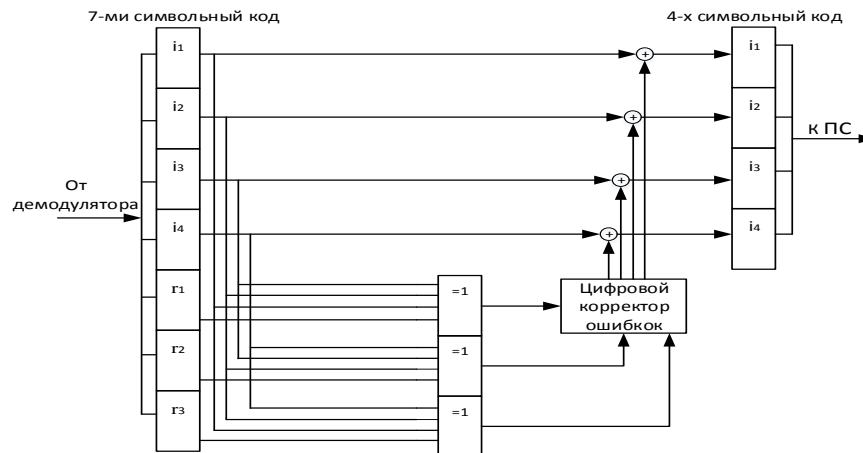 7-ми символьный код
4-х символьный код
i1
i2
i3
i4
r1
r2
r3
От
демодулятора
=1
=1
=1
Цифровой
корректор
ошибкок
+
+
+
+
i1
i2
i3
i4
к ПС